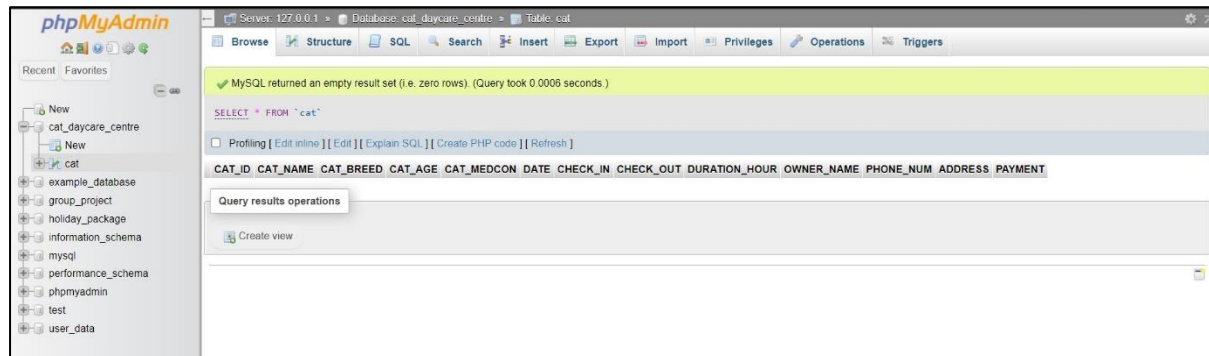 phpMyAdmin
Recent Favorites
New
cat_daycare_centre
New
cat
example_database
group_project
holiday_package
information_schema
mysql
performance_schema
phpmyadmin
test
user_data
Server: 127.0.0.1 » Database: cat_daycare_centre » Table: cat
Browse Structure SQL Search Insert Export Import Privileges Operations Triggers
MySQL returned an empty result set (i.e. zero rows). (Query took 0.0006 seconds.)
SELECT * FROM `cat`
Profiling [ Edit inline ] [ Edit ] [ Explain SQL ] [ Create PHP code ] [ Refresh ]
CAT_ID CAT_NAME CAT_BREED CAT_AGE CAT_MEDCON DATE CHECK_IN CHECK_OUT DURATION_HOUR OWNER_NAME PHONE_NUM ADDRESS PAYMENT
Query results operations
Create view